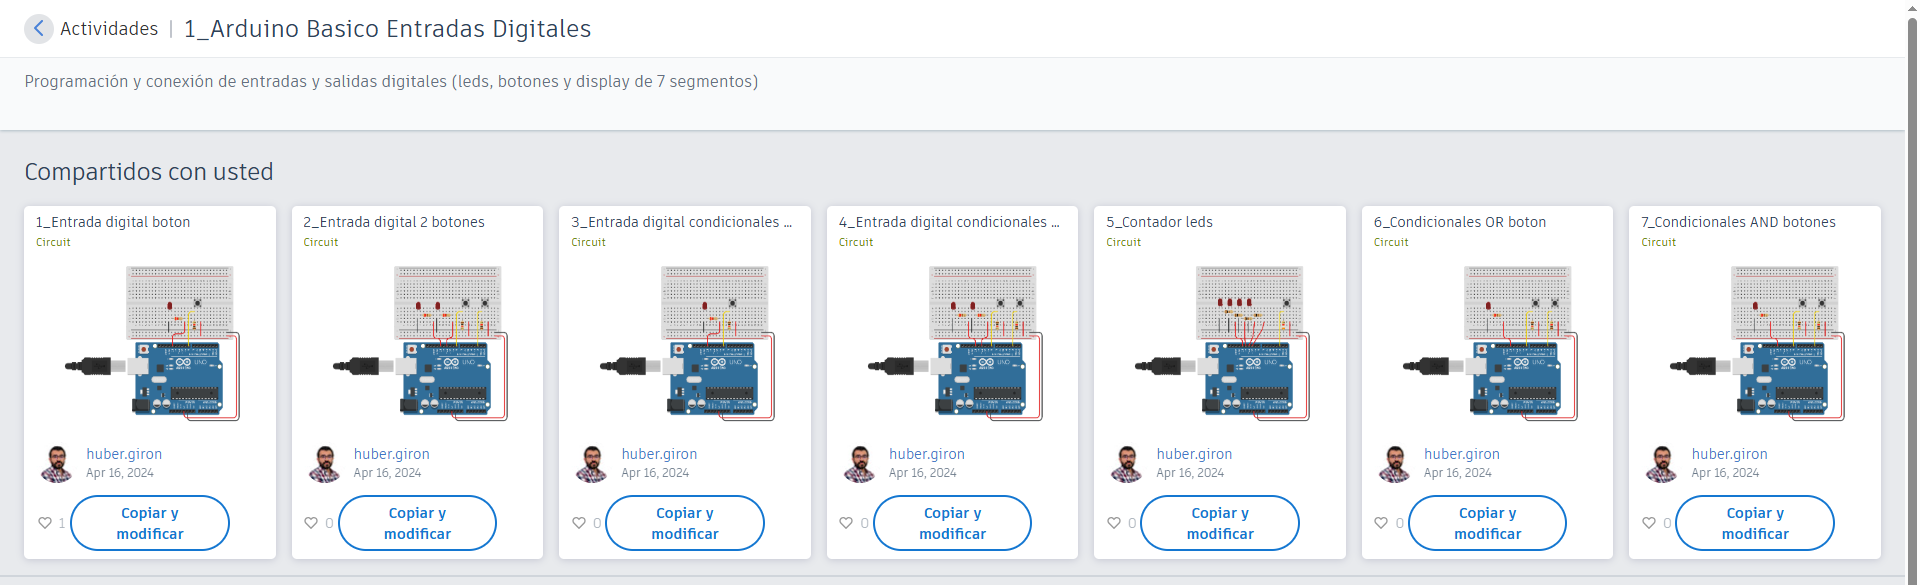 Actividades | 1_Arduino Basico Entradas Digitales
Programación y conexión de entradas y salidas digitales (leds, botones y display de 7 segmentos)
Compartidos con usted
1_Entrada digital boton
Circuit
huber.giron
Apr 16, 2024
1
Copiar y
modificar
2_Entrada digital 2 botones
Circuit
huber.giron
Apr 16, 2024
0
Copiar y
modificar
3_Entrada digital condicionales ...
Circuit
huber.giron
Apr 16, 2024
0
Copiar y
modificar
4_Entrada digital condicionales ...
Circuit
huber.giron
Apr 16, 2024
0
Copiar y
modificar
5_Contador leds
Circuit
huber.giron
Apr 16, 2024
0
Copiar y
modificar
6_Condicionales OR boton
Circuit
huber.giron
Apr 16, 2024
0
Copiar y
modificar
7_Condicionales AND botones
Circuit
huber.giron
Apr 16, 2024
0
Copiar y
modificar